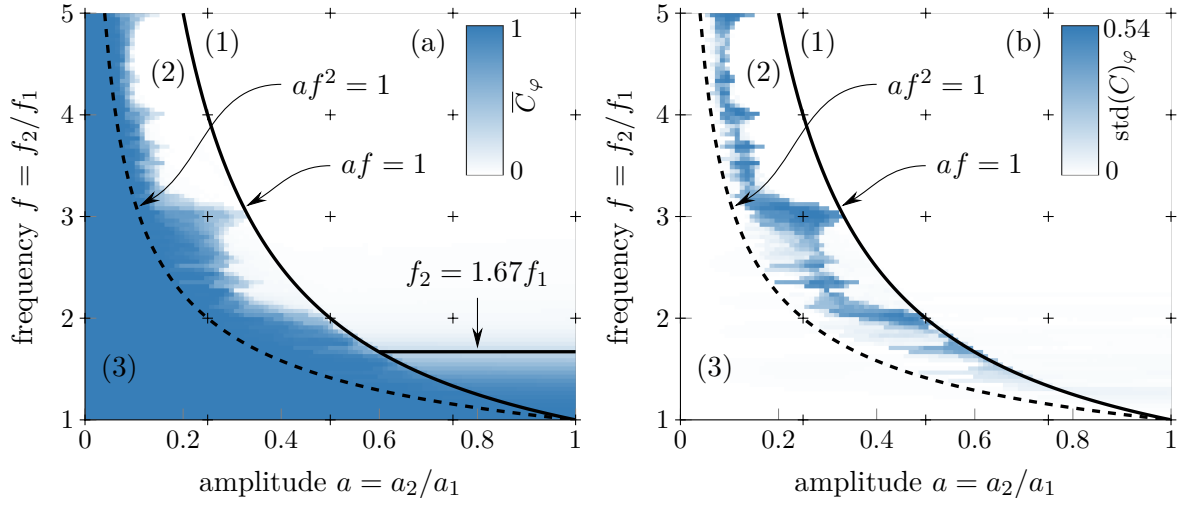 5
4
3
2
1
0
0.2
0.4
0.6
0.8
1
frequency f = f₂/f₁
amplitude a = a₂/a₁
(1)
(2)
(3)
(a)
af² = 1
af = 1
f₂ = 1.67f₁
1
0
C̅φ
5
4
3
2
1
0
0.2
0.4
0.6
0.8
1
frequency f = f₂/f₁
amplitude a = a₂/a₁
(1)
(2)
(3)
(b)
af² = 1
af = 1
0.54
0
std(C)φ